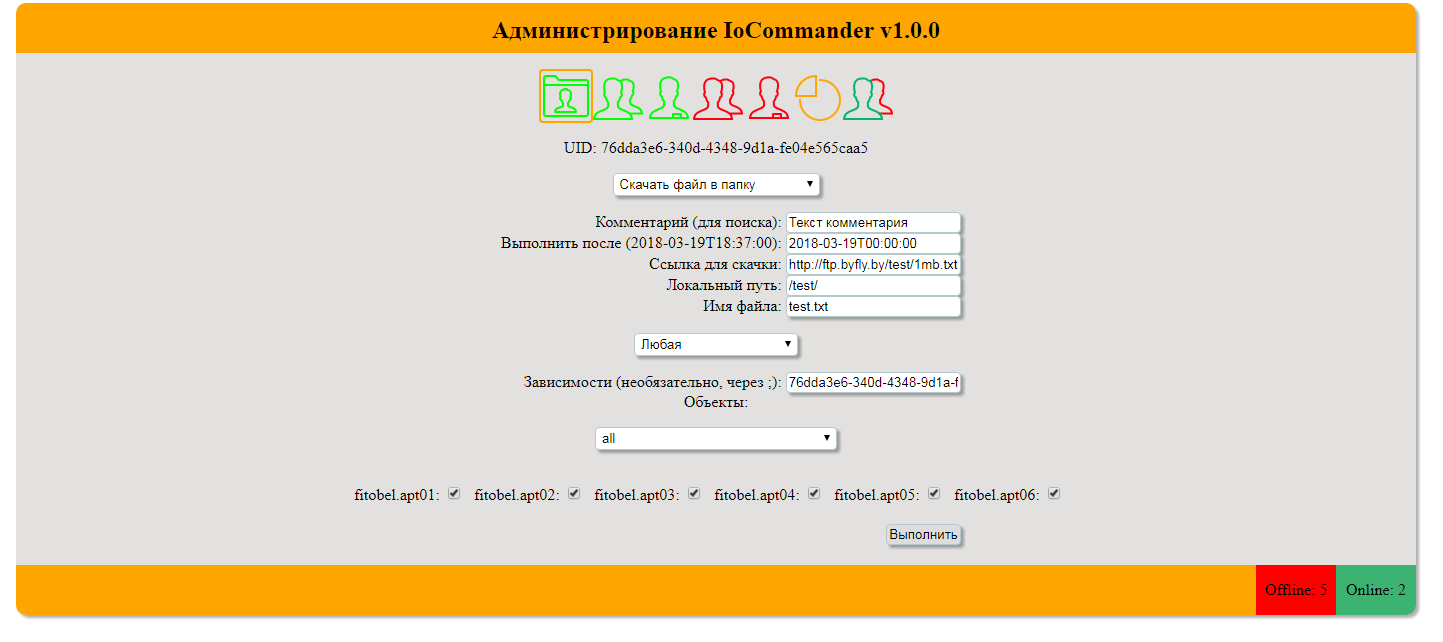 Администрирование IoCommander v1.0.0
UID: 76dda3e6-340d-4348-9d1a-fe04e565caa5
Скачать файл в папку
Комментарий (для поиска): Текст комментария
Выполнить после (2018-03-19T18:37:00): 2018-03-19T00:00:00
Ссылка для скачки: http://ftp.byfly.by/test/1mb.txt
Локальный путь: /test/
Имя файла: test.txt
Любая
Зависимости (необязательно, через ;): 76dda3e6-340d-4348-9d1a-f
Объекты:
all
fitobel.apt01: fitobel.apt02: fitobel.apt03: fitobel.apt04: fitobel.apt05: fitobel.apt06:
Выполнить
Offline: 5 Online: 2